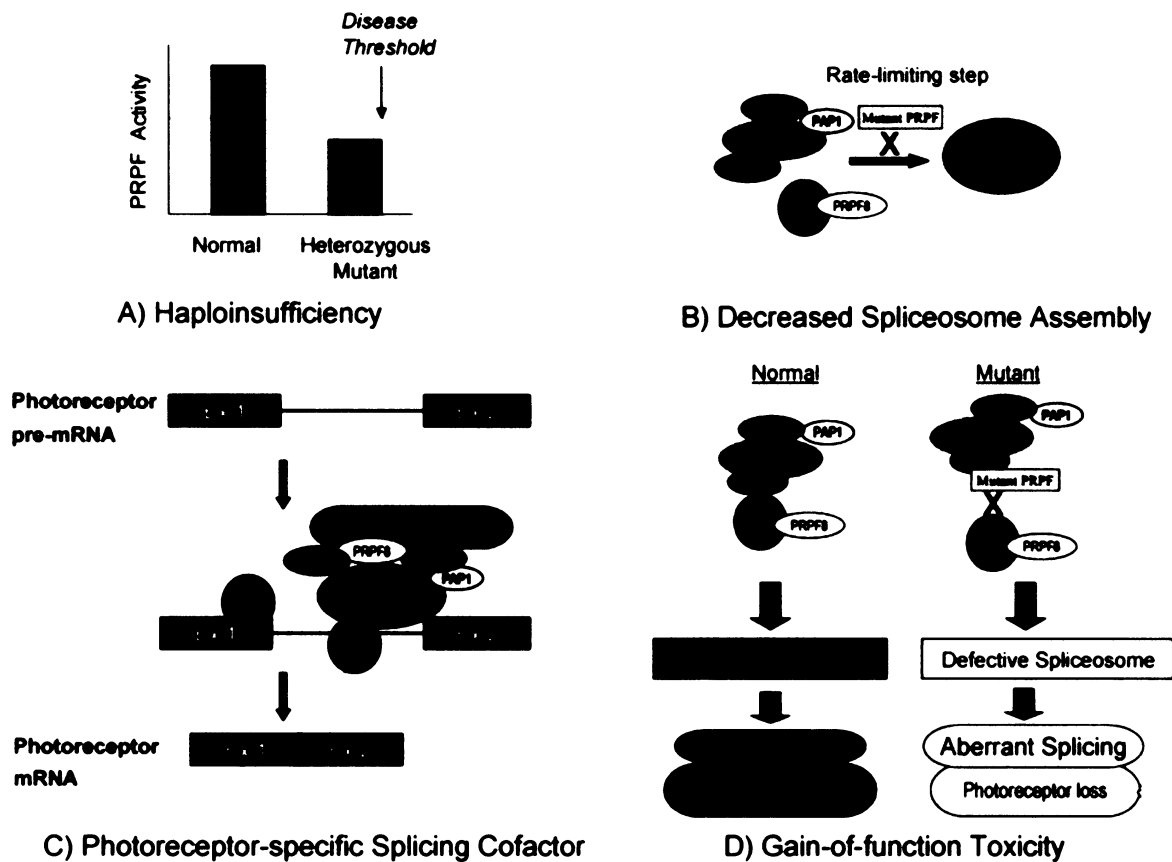 Disease
Threshold
PRPF Activity
Normal
Heterozygous
Mutant
A) Haploinsufficiency
Rate-limiting step
PAP1
Mutant PRPF
X
PRPF8
B) Decreased Spliceosome Assembly
Photoreceptor
pre-mRNA
PRPF8
PAP1
Photoreceptor
mRNA
C) Photoreceptor-specific Splicing Cofactor
Normal
Mutant
PAP1
PAP1
Mutant PRPF
X
PRPF8
PRPF8
Defective Spliceosome
Aberrant Splicing
Photoreceptor loss
D) Gain-of-function Toxicity